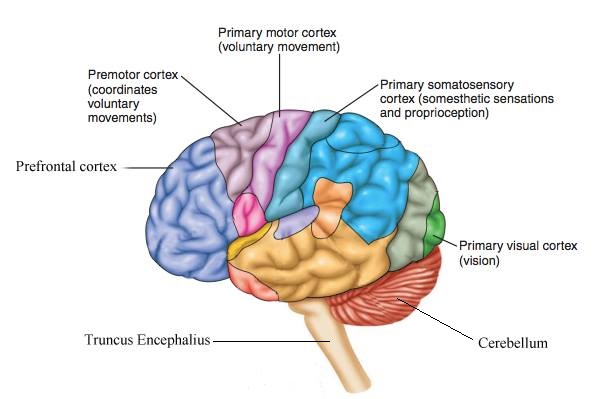 Primary motor cortex
(voluntary movement)
Premotor cortex
(coordinates
voluntary
movements)
Primary somatosensory
cortex (somesthetic sensations
and proprioception)
Prefrontal cortex
Primary visual cortex
(vision)
Truncus Encephalius
Cerebellum